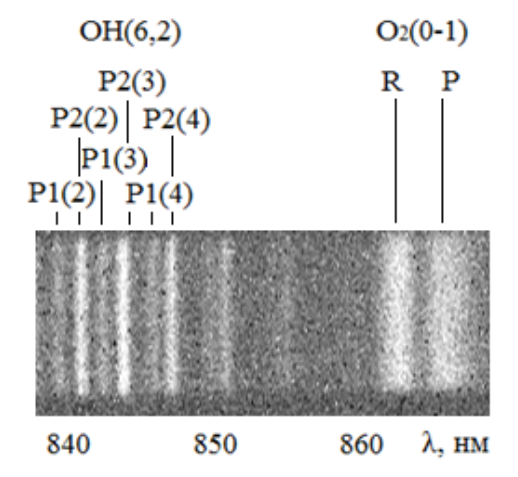 OH(6,2) O2(0-1)
P2(3) R P
P2(2) P2(4)
P1(3)
P1(2) P1(4)
840 850 860 λ, нм